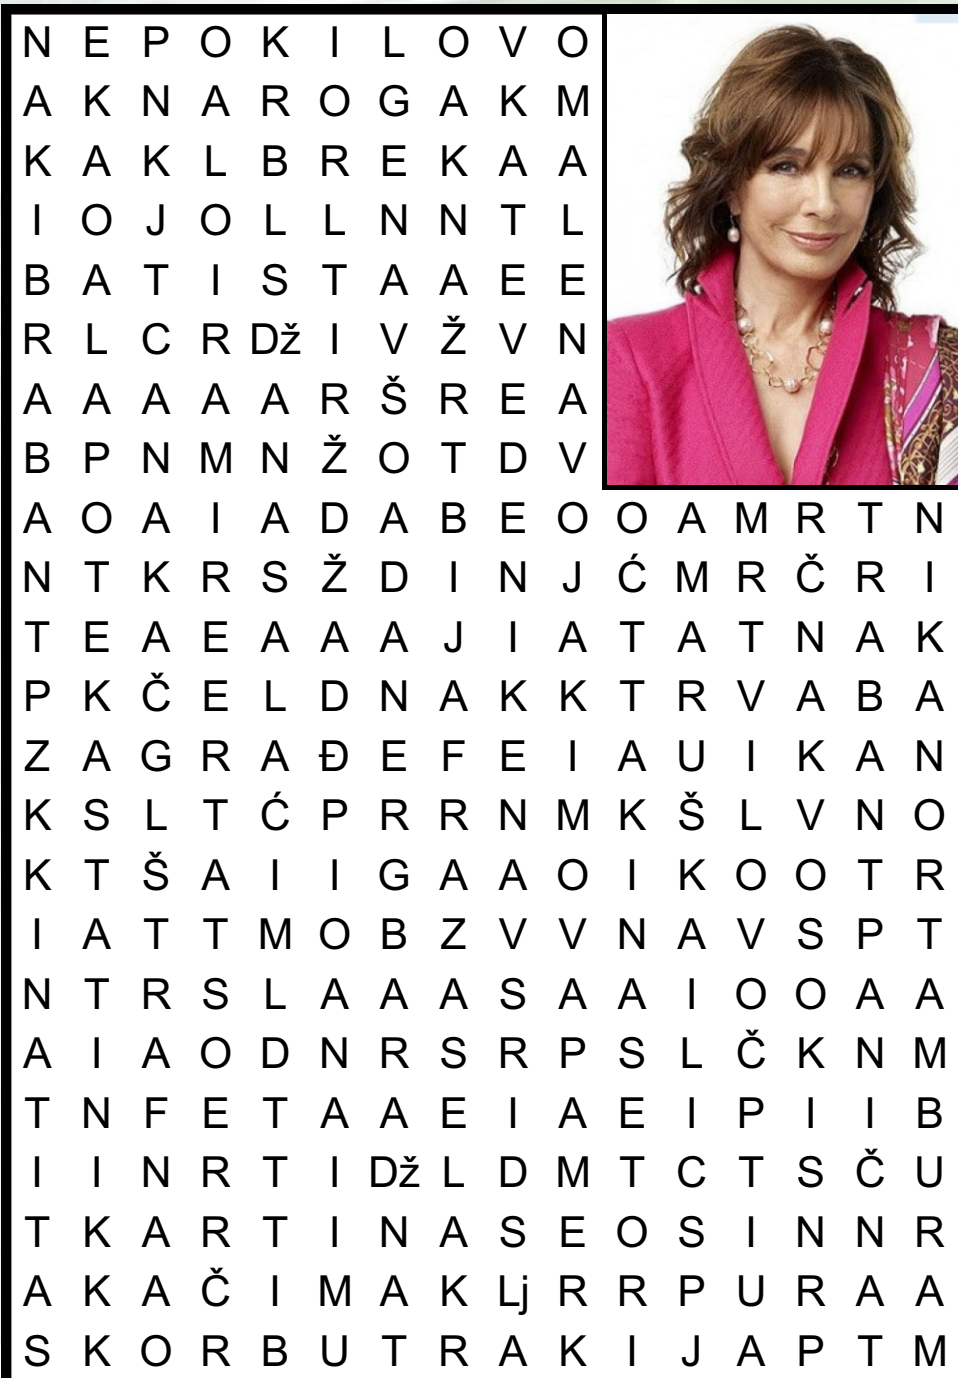 N E P O K I L O V O
A K N A R O G A K M
K A K L B R E K A A
I O J O L L N N T L
B A T I S T A A E E
R L C R Dž I V Ž V N
A A A A A R Š R E A
B P N M N Ž O T D V
A O A I A D A B E O O A M R T N
N T K R S Ž D I N J Ć M R Č R I
T E A E A A A J I A T A T N A K
P K Č E L D N A K K T R V A B A
Z A G R A Đ E F E I A U I K A N
K S L T Ć P R R N M K Š L V N O
K T Š A I I G A A O I K O O T R
I A T T M O B Z V V N A V S P T
N T R S L A A A S A A I O O A A
A I A O D N R S R P S L Č K N M
T N F E T A A E I A E I P I I B
I I N R T I Dž L D M T C T S Č U
T K A R T I N A S E O S I N N R
A K A Č I M A K Lj R R P U R A A
S K O R B U T R A K I J A P T M